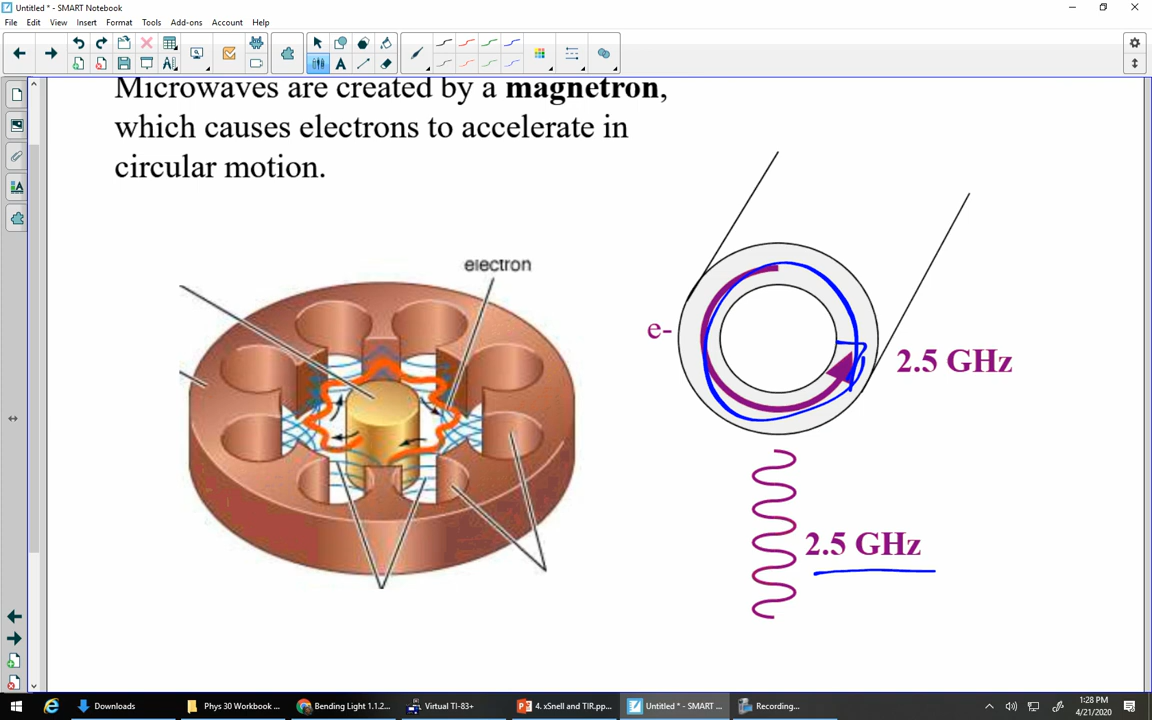 Untitled * - SMART Notebook
File Edit View Insert Format Tools Add-ons Account Help
Microwaves are created by a magnetron,
which causes electrons to accelerate in
circular motion.
electron
e-
2.5 GHz
2.5 GHz
Downloads
Phys 30 Workbook ...
Bending Light 1.1.2...
Virtual TI-83+
4. xSnell and TIR.pp...
Untitled * - SMART ...
Recording...
1:28 PM
4/21/2020